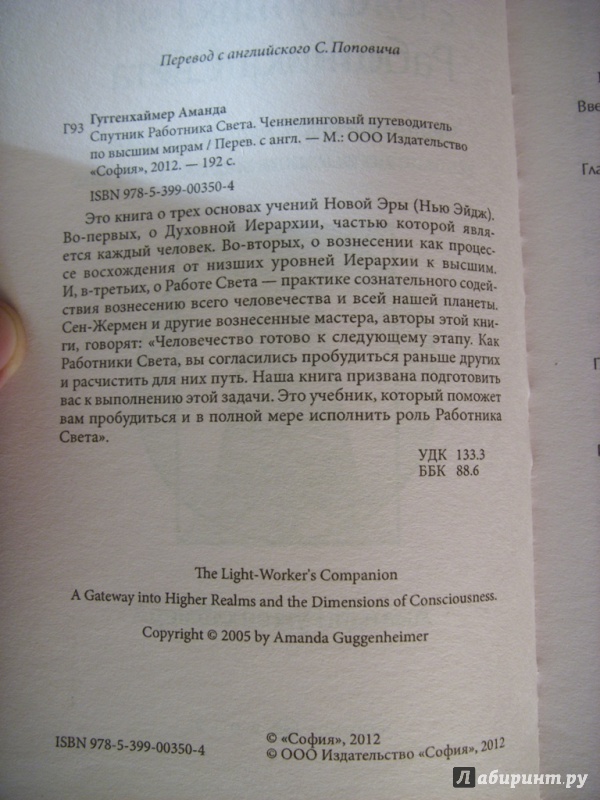 Перевод с английского С. Поповича
Гуггенхаймер Аманда
Г93 Спутник Работника Света. Ченнелинговый путеводитель
по высшим мирам / Перев. с англ. — М.: ООО Издательство
«София», 2012. — 192 с.
ISBN 978-5-399-00350-4
Это книга о трех основах учений Новой Эры (Нью Эйдж).
Во-первых, о Духовной Иерархии, частью которой явля-
ется каждый человек. Во-вторых, о вознесении как процес-
се восхождения от низших уровней Иерархии к высшим.
И, в-третьих, о Работе Света — практике сознательного содей-
ствия вознесению всего человечества и всей нашей планеты.
Сен-Жермен и другие вознесенные мастера, авторы этой кни-
ги, говорят: «Человечество готово к следующему этапу. Как
Работники Света, вы согласились пробудиться раньше других
и расчистить для них путь. Наша книга призвана подготовить
вас к выполнению этой задачи. Это учебник, который поможет
вам пробудиться и в полной мере исполнить роль Работника
Света».
УДК 133.3
ББК 88.6
The Light-Worker's Companion
A Gateway into Higher Realms and the Dimensions of Consciousness.
Copyright © 2005 by Amanda Guggenheimer
ISBN 978-5-399-00350-4
© «София», 2012
© ООО Издательство «София», 2012
Лабиринт.ру